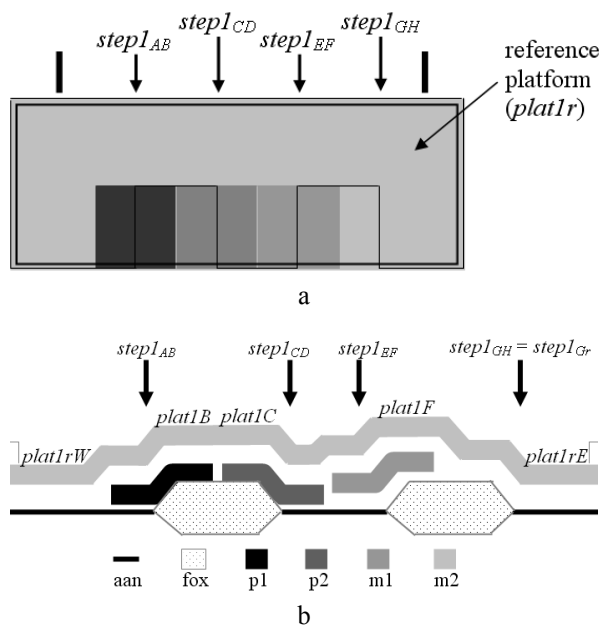 step1AB
step1CD
step1EF
step1GH
reference
platform
(plat1r)
a
step1AB
step1CD
step1EF
step1GH = step1Gr
plat1rW
plat1B
plat1C
plat1F
plat1rE
aan
fox
p1
p2
m1
m2
b